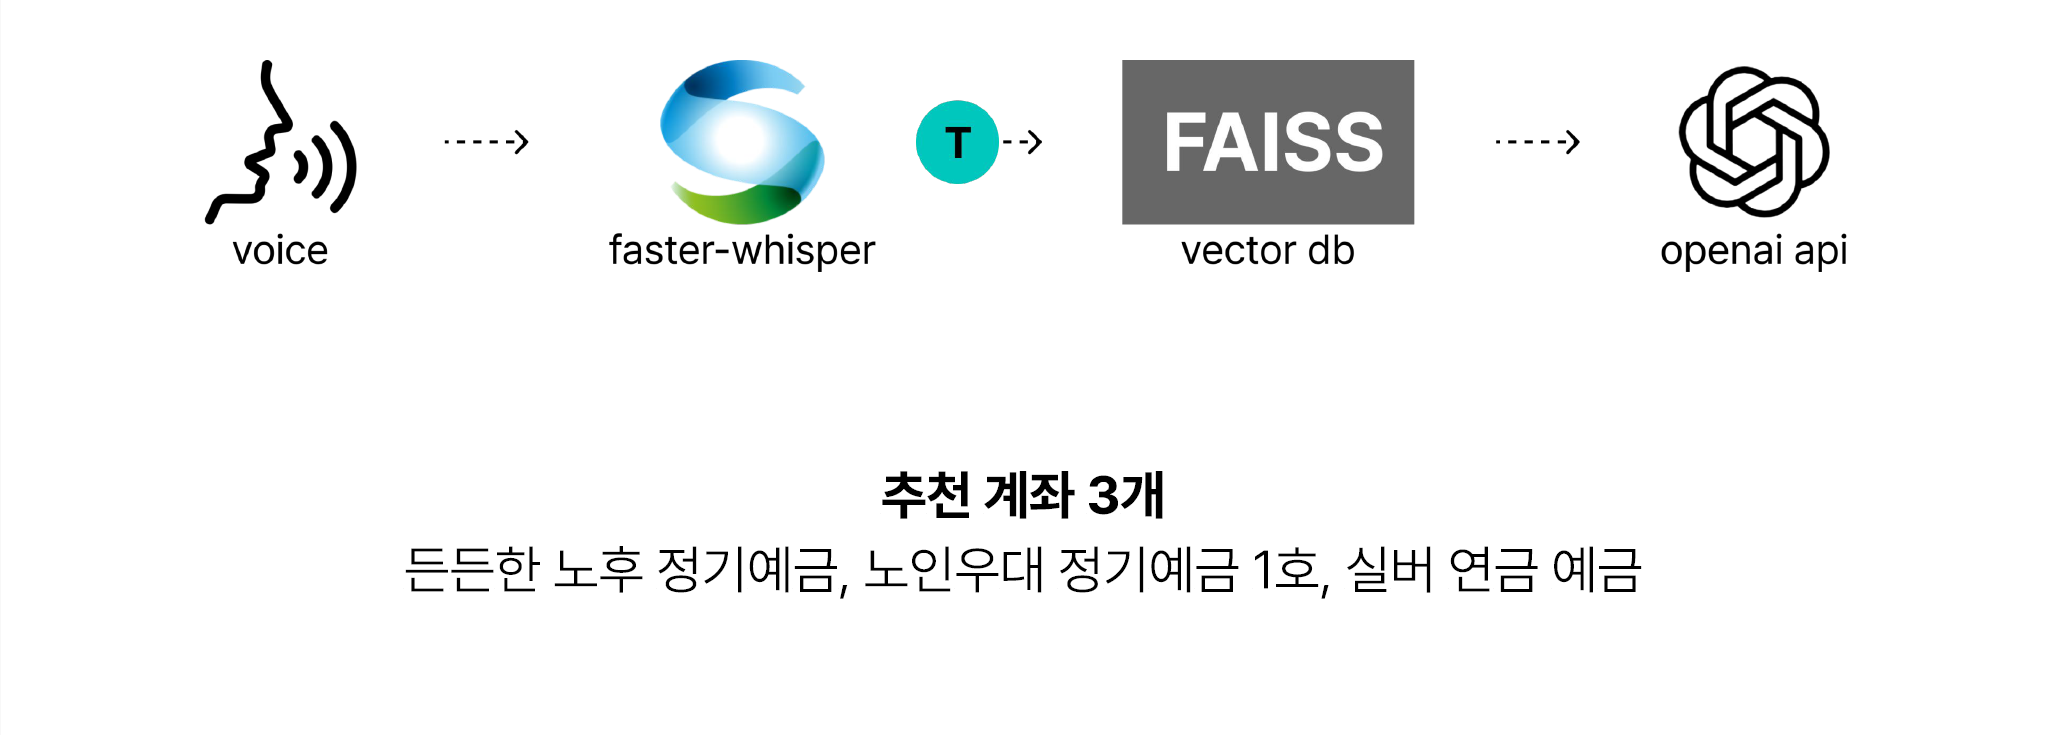 T
FAISS
voice
faster-whisper
vector db
openai api
추천 계좌 3개
든든한 노후 정기예금, 노인우대 정기예금 1호, 실버 연금 예금